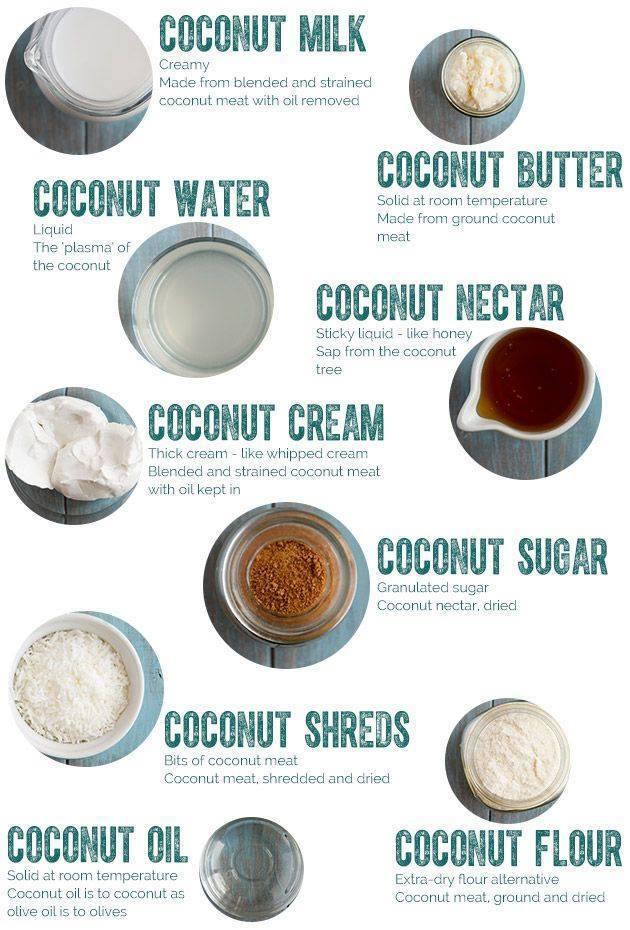 COCONUT MILK
Creamy
Made from blended and strained
coconut meat with oil removed
COCONUT BUTTER
Solid at room temperature
Made from ground coconut
meat
COCONUT WATER
Liquid
The 'plasma' of
the coconut
COCONUT NECTAR
Sticky liquid - like honey
Sap from the coconut
tree
COCONUT CREAM
Thick cream - like whipped cream
Blended and strained coconut meat
with oil kept in
COCONUT SUGAR
Granulated sugar
Coconut nectar, dried
COCONUT SHREDS
Bits of coconut meat
Coconut meat, shredded and dried
COCONUT OIL
Solid at room temperature
Coconut oil is to coconut as
olive oil is to olives
COCONUT FLOUR
Extra-dry flour alternative
Coconut meat, ground and dried